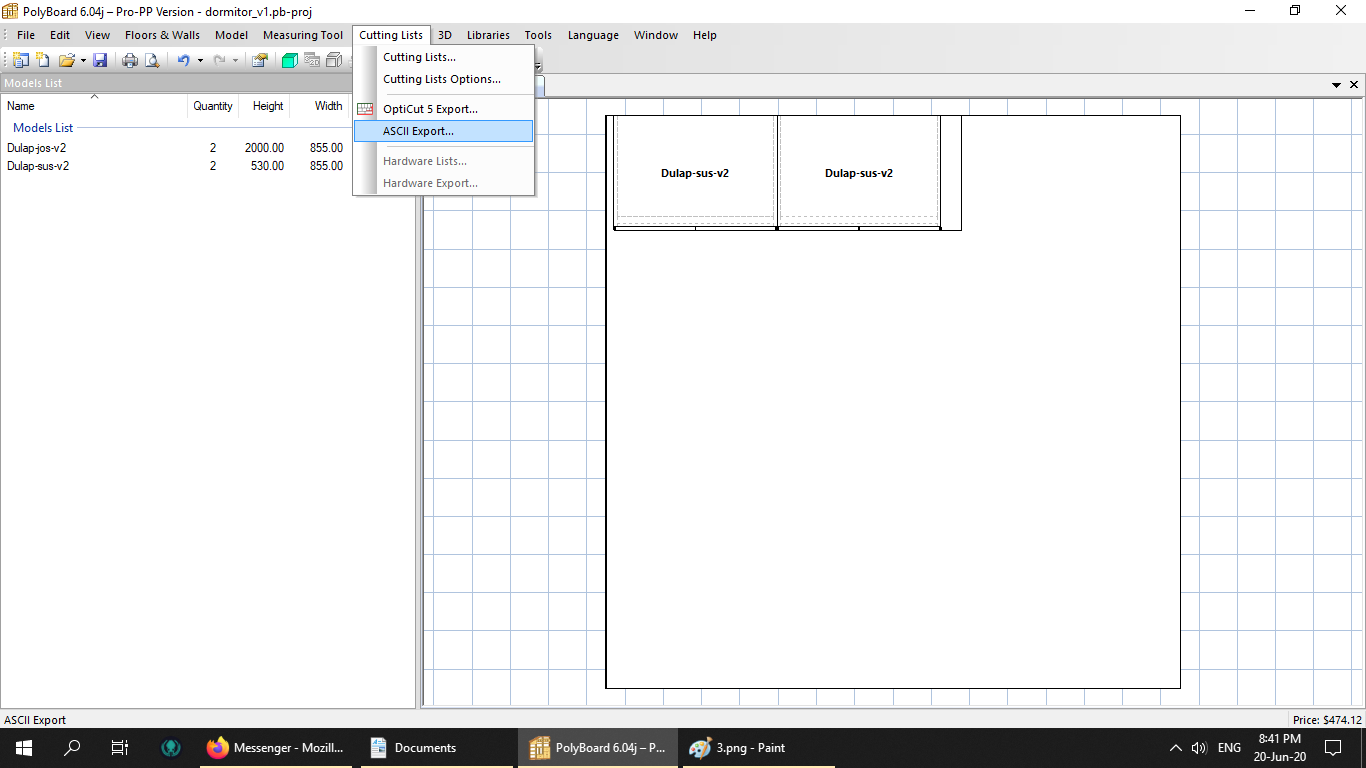 PolyBoard 6.04j – Pro-PP Version - dormitor_v1.pb-proj
File Edit View Floors & Walls Model Measuring Tool Cutting Lists 3D Libraries Tools Language Window Help
Cutting Lists...
Cutting Lists Options...
OptiCut 5 Export...
ASCII Export...
Hardware Lists...
Hardware Export...
Models List
Name Quantity Height Width
Models List
Dulap-jos-v2 2 2000.00 855.00
Dulap-sus-v2 2 530.00 855.00
Dulap-sus-v2 Dulap-sus-v2
ASCII Export Price: $474.12
Messenger - Mozill... Documents PolyBoard 6.04j – P... 3.png - Paint ENG
8:41 PM
20-Jun-20